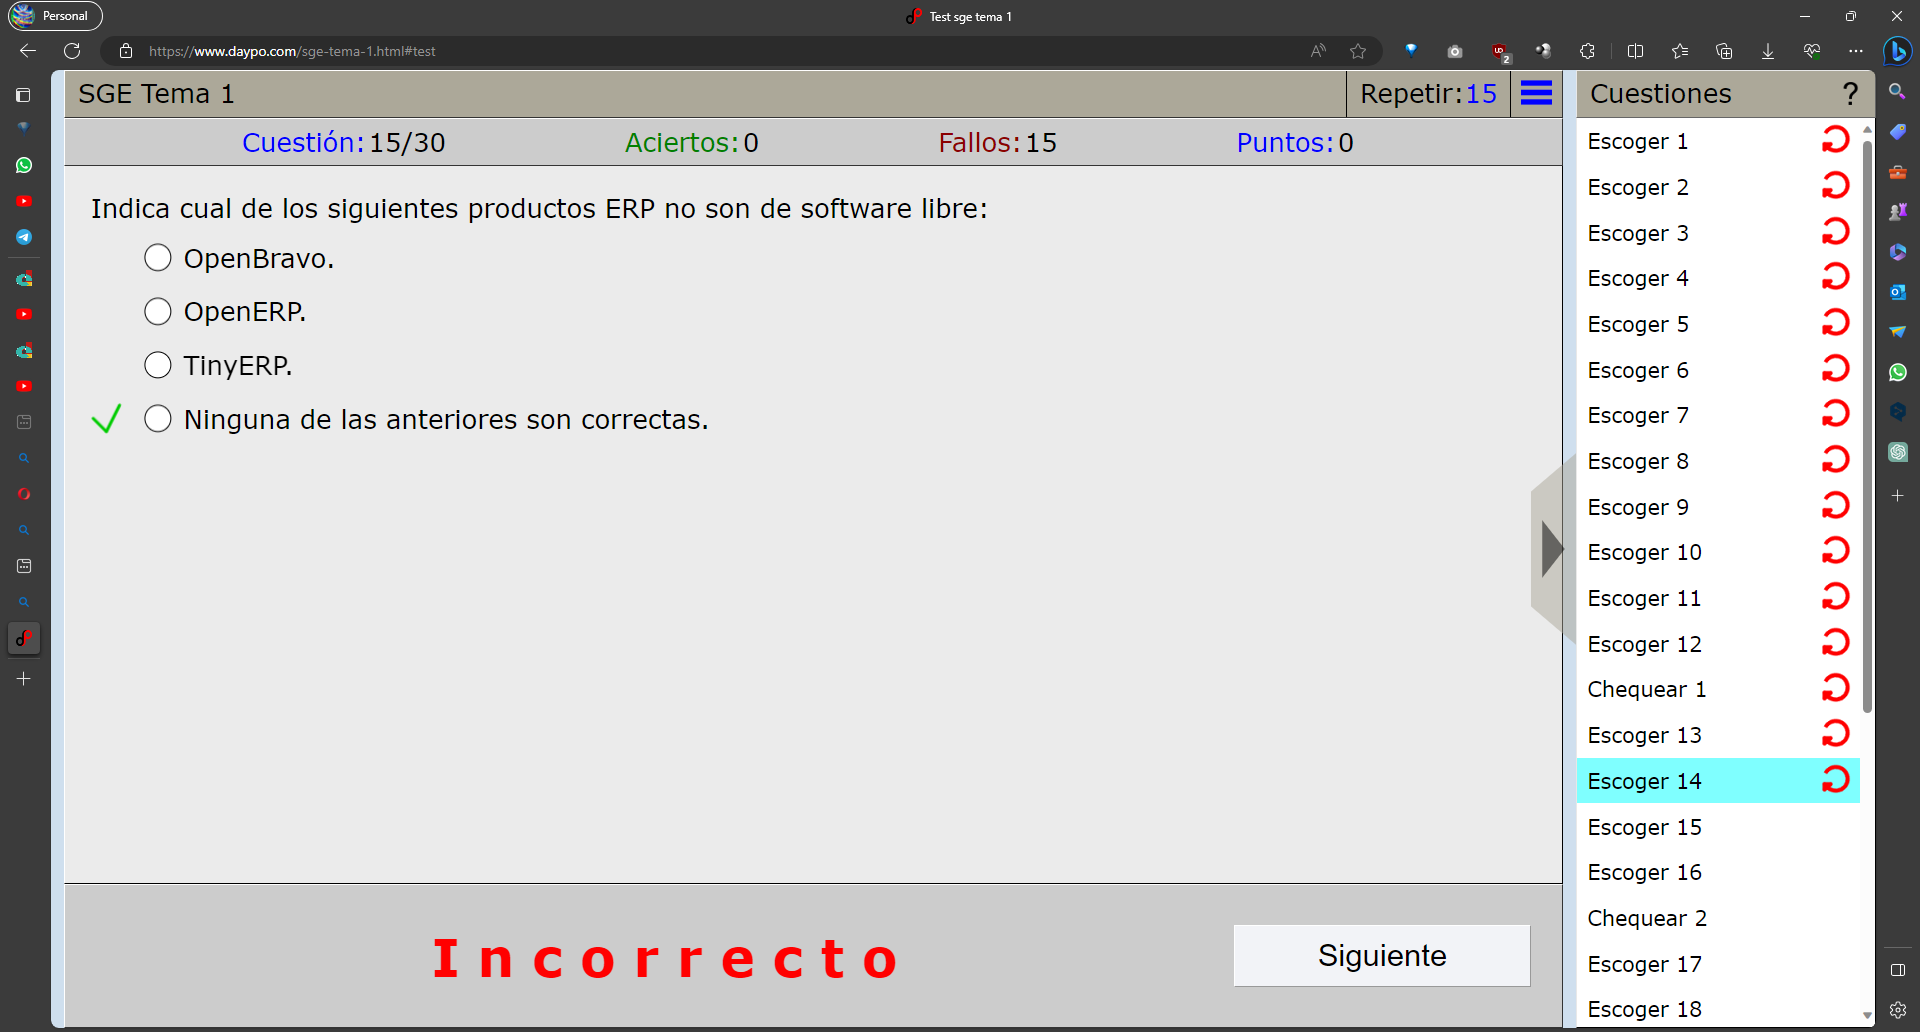 Personal
Test sge tema 1
https://www.daypo.com/sge-tema-1.html#test
2
SGE Tema 1
Repetir:15
Cuestiones
?
Cuestión:15/30
Aciertos:0
Fallos:15
Puntos:0
Indica cual de los siguientes productos ERP no son de software libre:
OpenBravo.
OpenERP.
TinyERP.
Ninguna de las anteriores son correctas.
Incorrecto
Siguiente
Escoger 1
Escoger 2
Escoger 3
Escoger 4
Escoger 5
Escoger 6
Escoger 7
Escoger 8
Escoger 9
Escoger 10
Escoger 11
Escoger 12
Chequear 1
Escoger 13
Escoger 14
Escoger 15
Escoger 16
Chequear 2
Escoger 17
Escoger 18